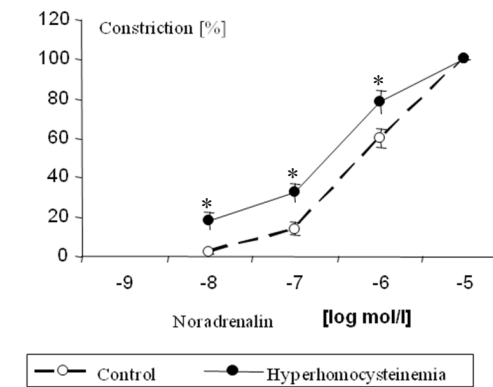 120
Constriction [%]
100
80
60
40
20
0
*
*
*
-9 -8 -7 -6 -5
Noradrenalin [log mol/l]
Control Hyperhomocysteinemia